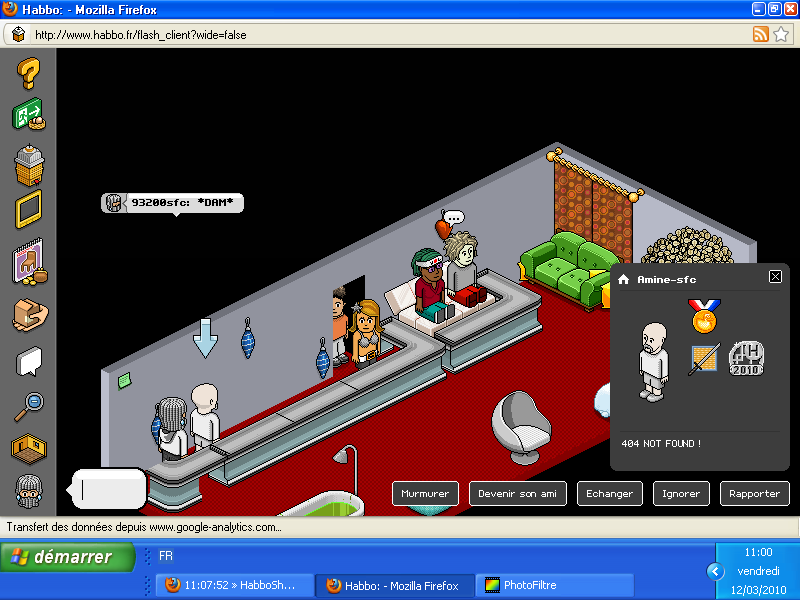 Habbo: - Mozilla Firefox
http://www.habbo.fr/flash_client?wide=false
93200sfc: *DAM*
...
Amine-sfc
2010
404 NOT FOUND !
Murmurer
Devenir son ami
Echanger
Ignorer
Rapporter
Transfert des données depuis www.google-analytics.com...
démarrer
FR
11:07:52 » HabboSh...
Habbo: - Mozilla Firefox
PhotoFiltre
11:00
vendredi
12/03/2010